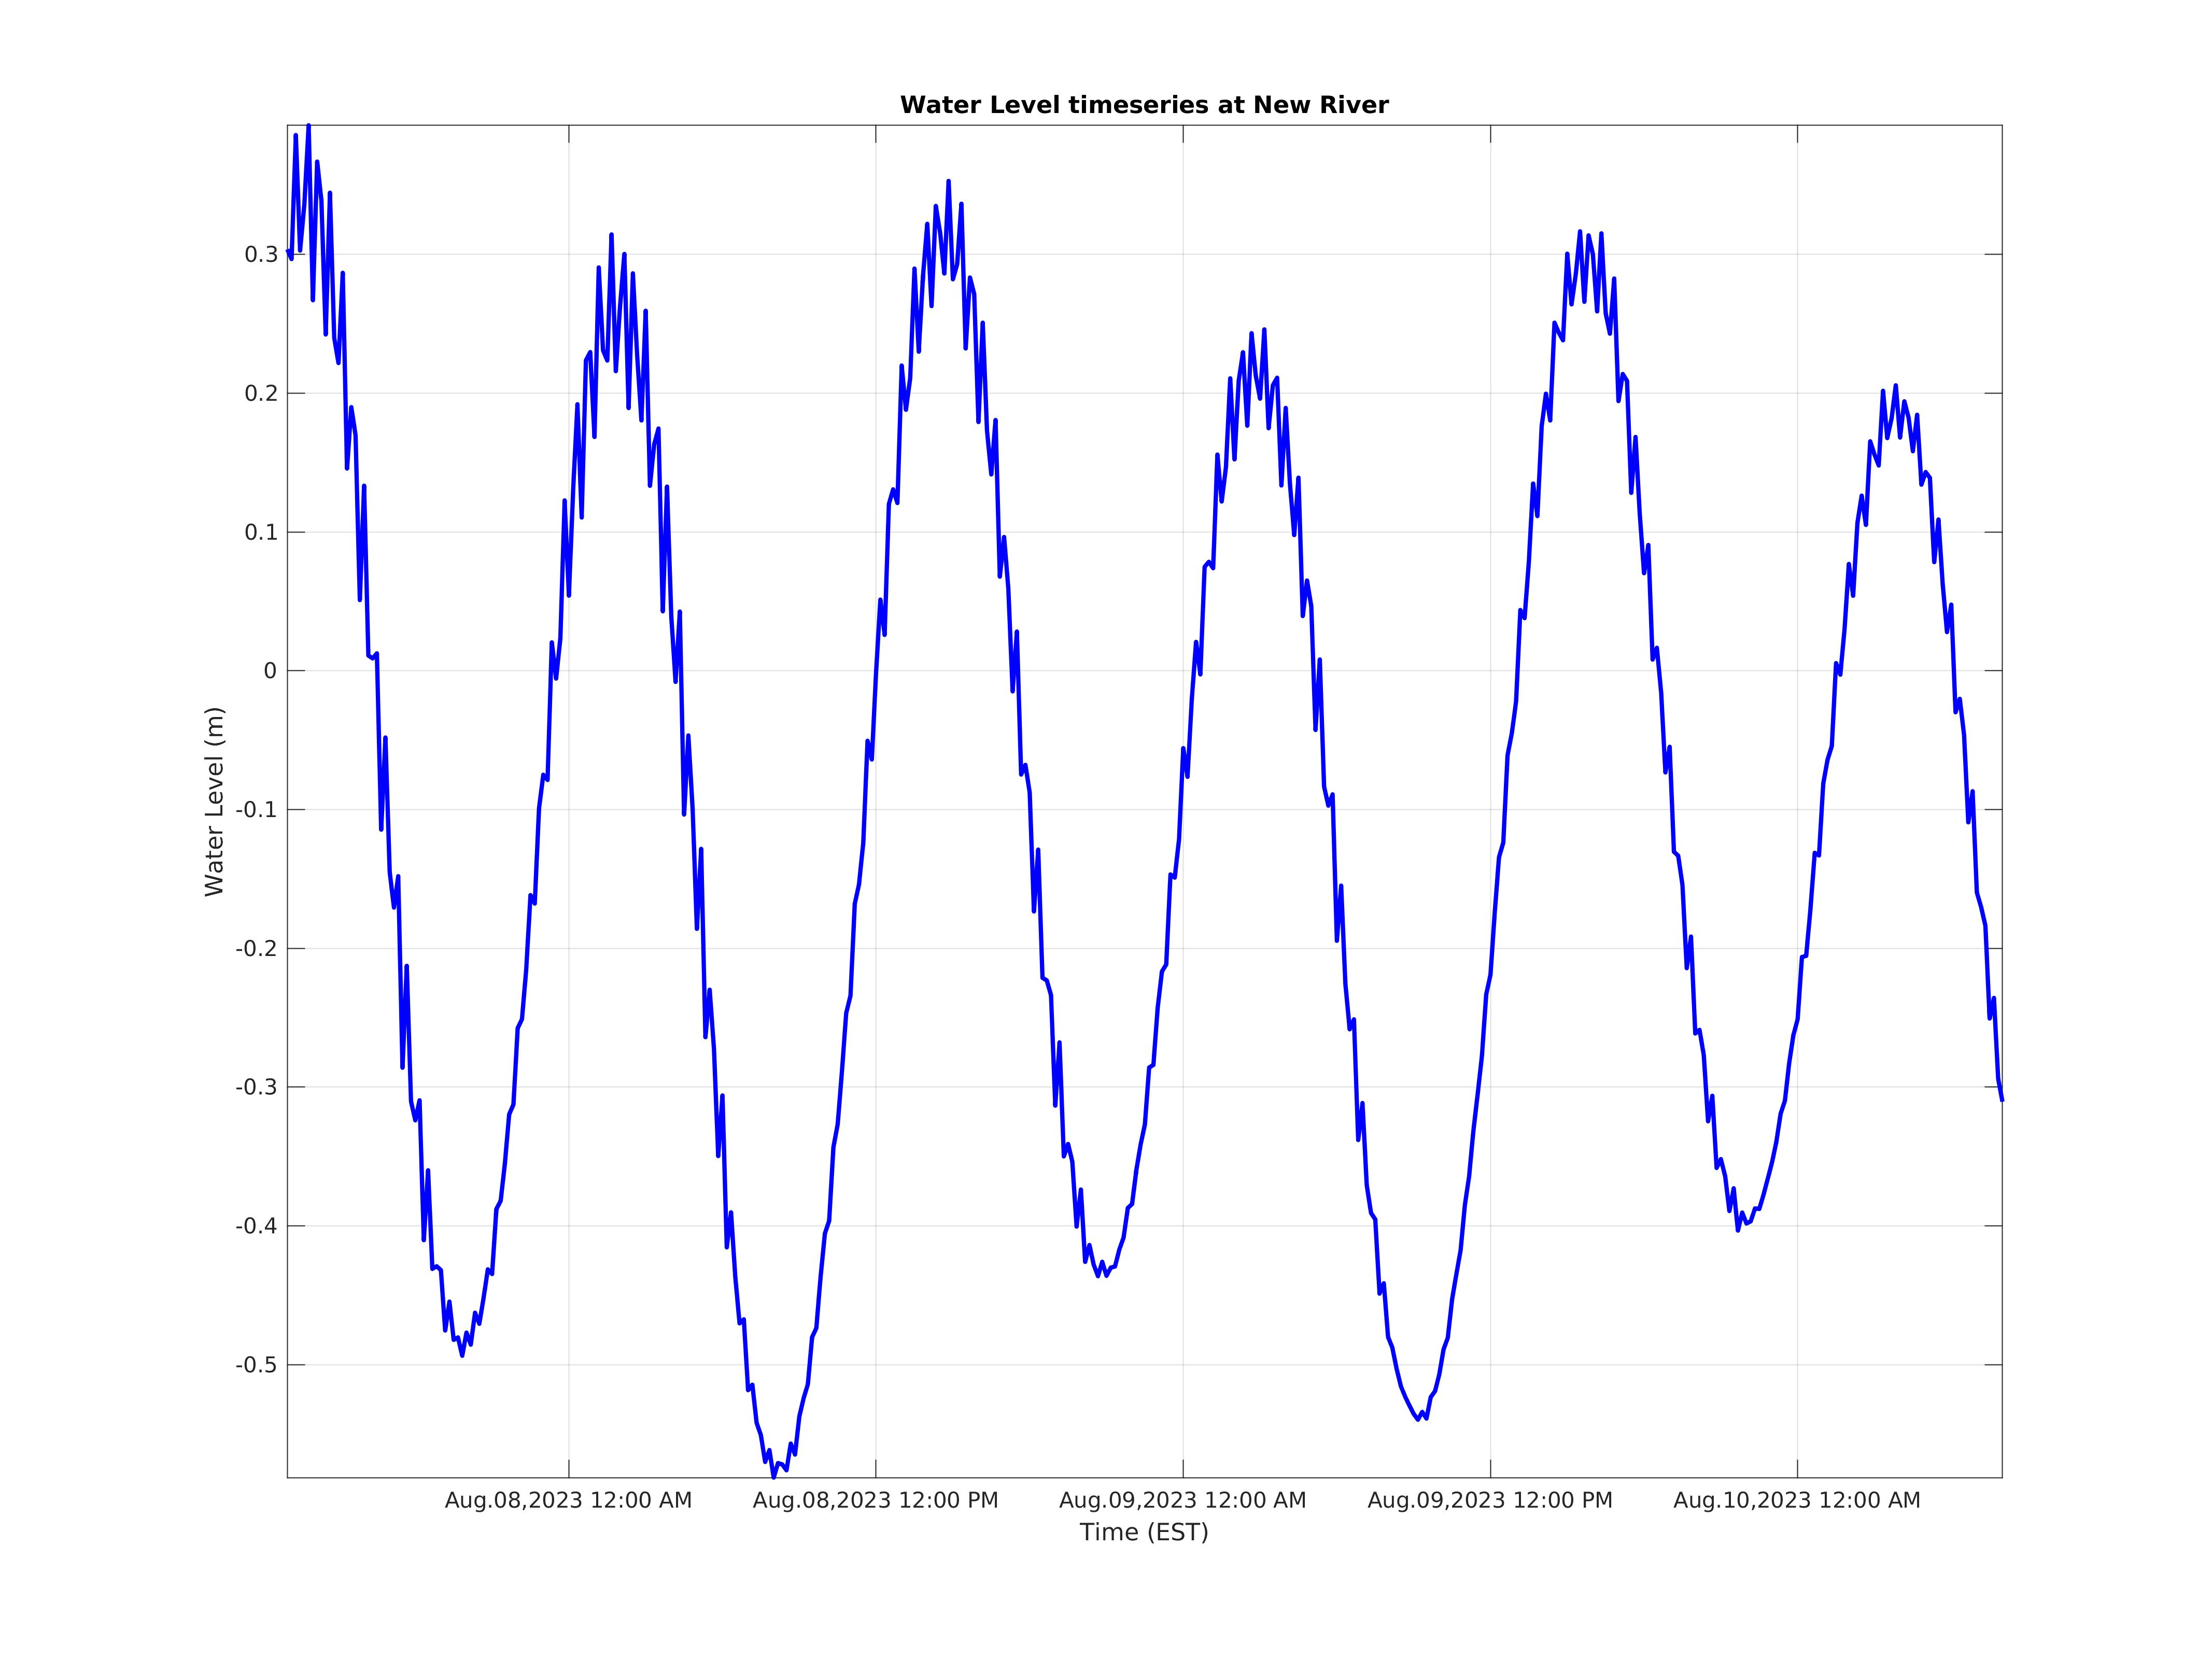 Water Level timeseries at New River
0.3
0.2
0.1
0
-0.1
-0.2
-0.3
-0.4
-0.5
Water Level (m)
Aug.08,2023 12:00 AM
Aug.08,2023 12:00 PM
Aug.09,2023 12:00 AM
Aug.09,2023 12:00 PM
Aug.10,2023 12:00 AM
Time (EST)